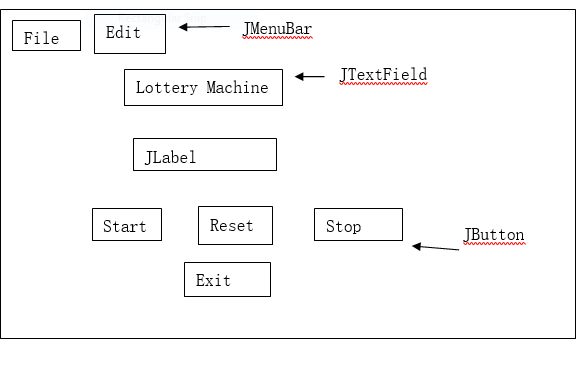 File
Edit
JMenuBar
Lottery Machine
JTextField
JLabel
Start
Reset
Stop
JButton
Exit